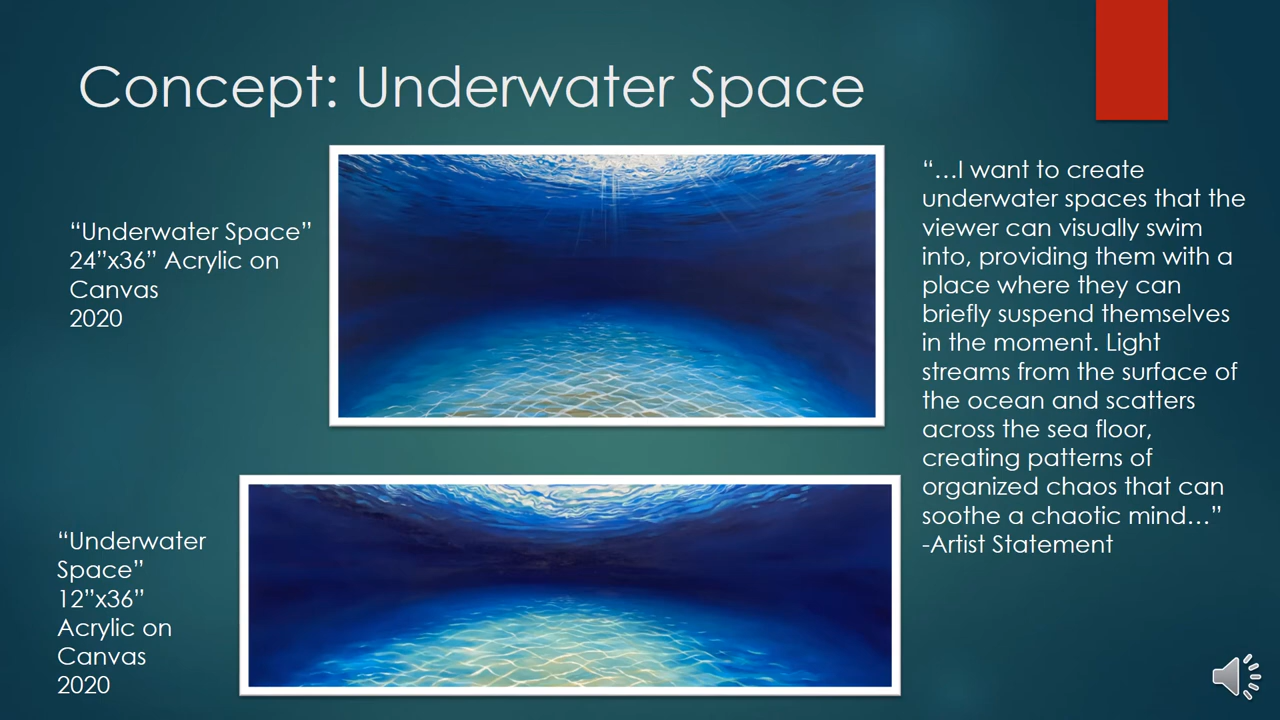 Concept: Underwater Space
“Underwater Space”
24”x36” Acrylic on
Canvas
2020
“Underwater
Space”
12”x36”
Acrylic on
Canvas
2020
“…I want to create
underwater spaces that the
viewer can visually swim
into, providing them with a
place where they can
briefly suspend themselves
in the moment. Light
streams from the surface of
the ocean and scatters
across the sea floor,
creating patterns of
organized chaos that can
soothe a chaotic mind…”
-Artist Statement